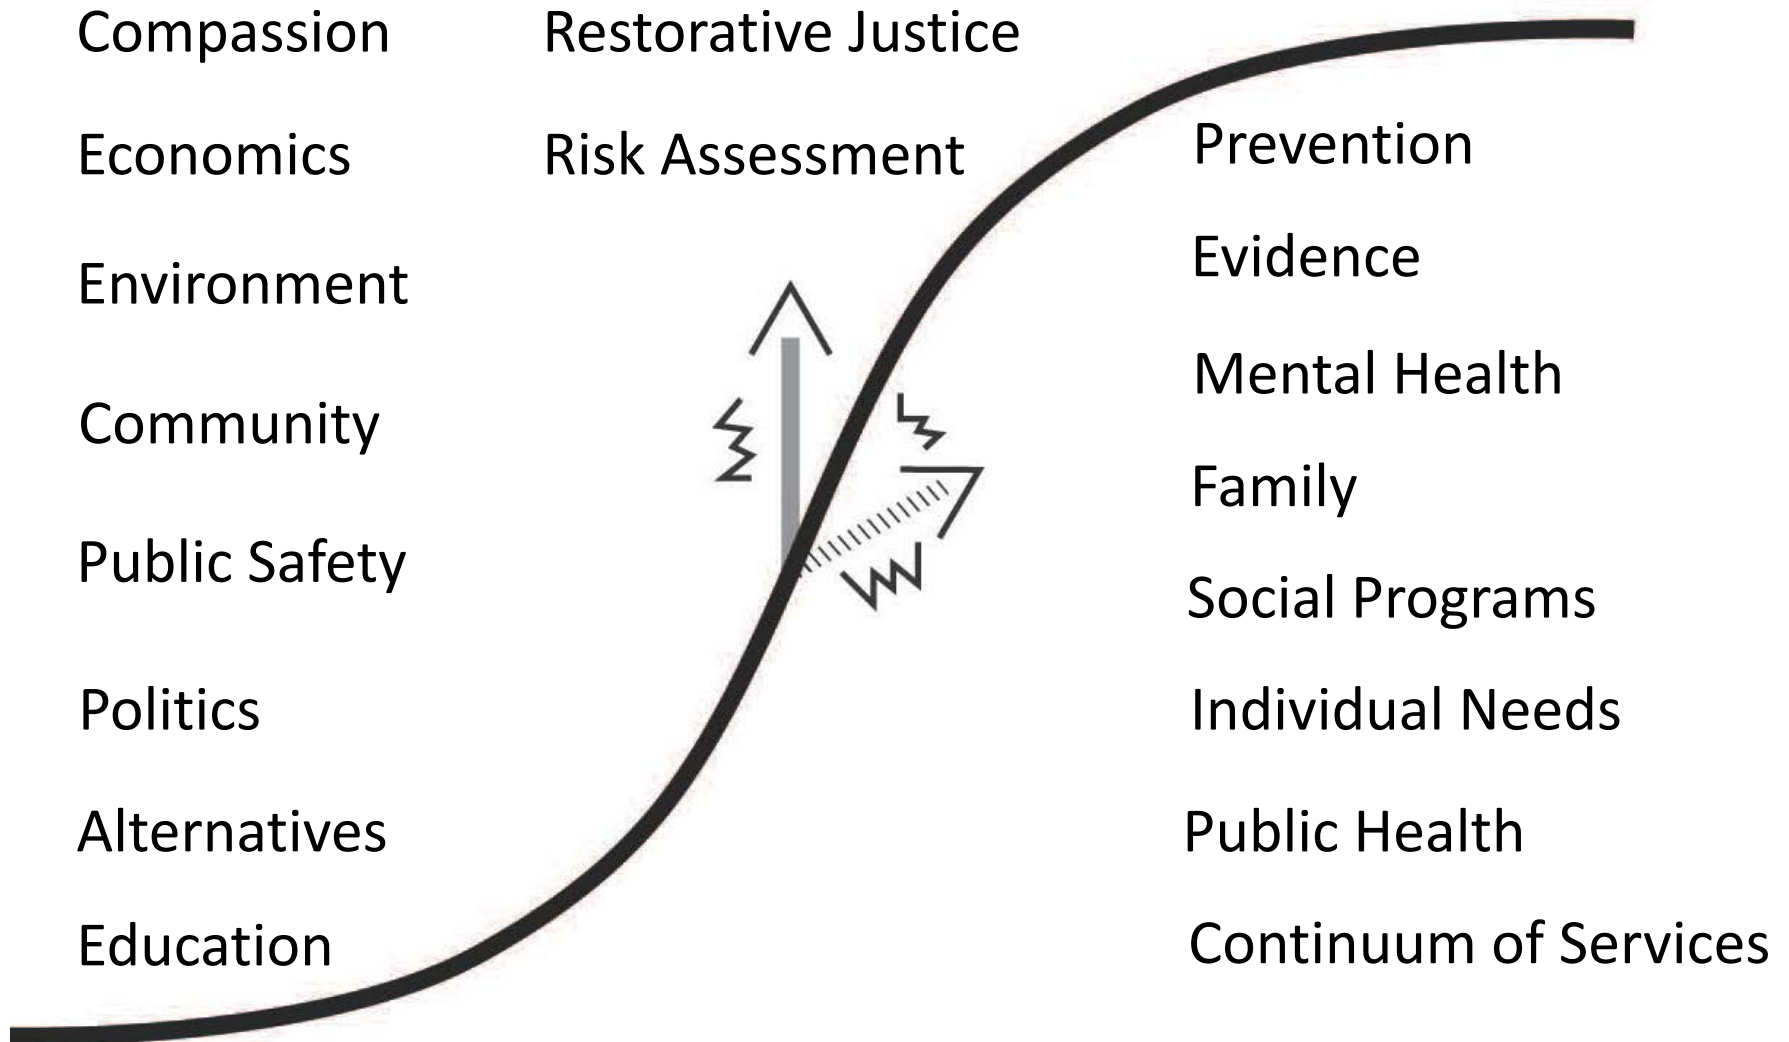 Compassion
Restorative Justice
Economics
Risk Assessment
Environment
Community
Public Safety
Politics
Alternatives
Education
Prevention
Evidence
Mental Health
Family
Social Programs
Individual Needs
Public Health
Continuum of Services